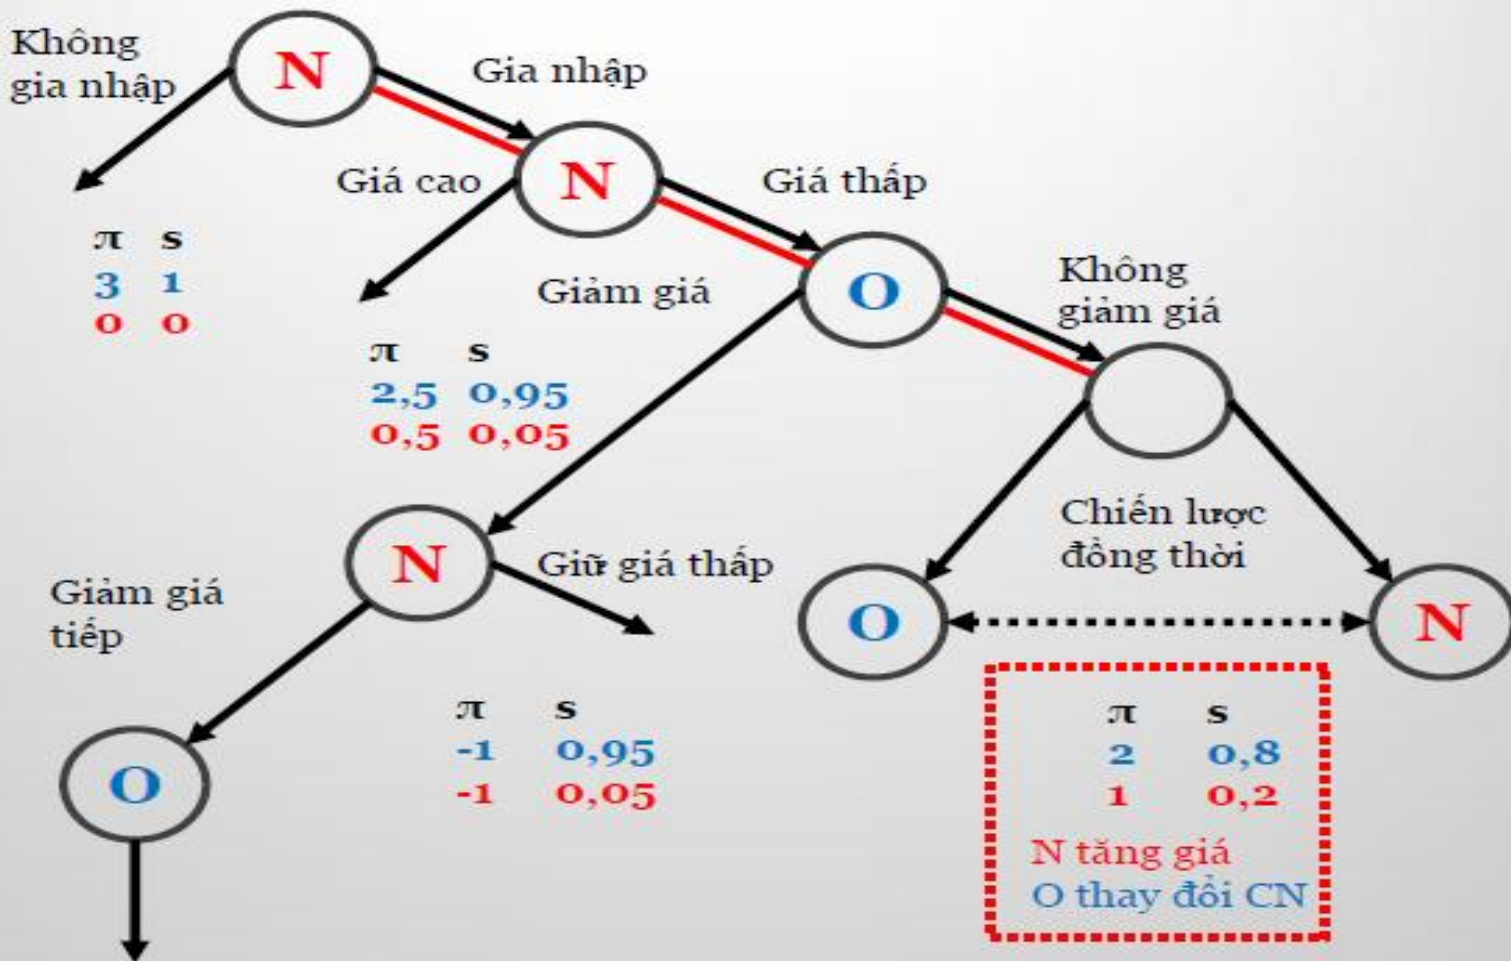 Không
gia nhập
N
Gia nhập
Giá cao
N
Giá thấp
π s
3 1
0 0
Giảm giá
O
Không
giảm giá
π s
2,5 0,95
0,5 0,05
N
Giữ giá thấp
Chiến lược
đồng thời
Giảm giá
tiếp
O
N
π s
-1 0,95
-1 0,05
π s
2 0,8
1 0,2
N tăng giá
O thay đổi CN
O